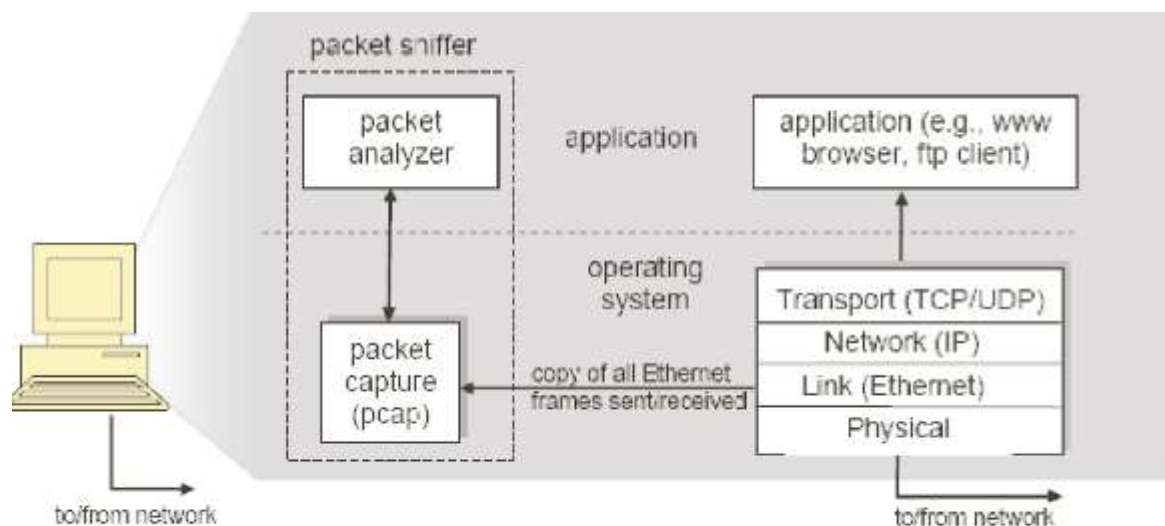 packet sniffer
packet
analyzer
application
application (e.g., www
browser, ftp client)
operating
system
packet
capture
(pcap)
copy of all Ethernet
frames sent/received
Transport (TCP/UDP)
Network (IP)
Link (Ethernet)
Physical
to/from network
to/from network